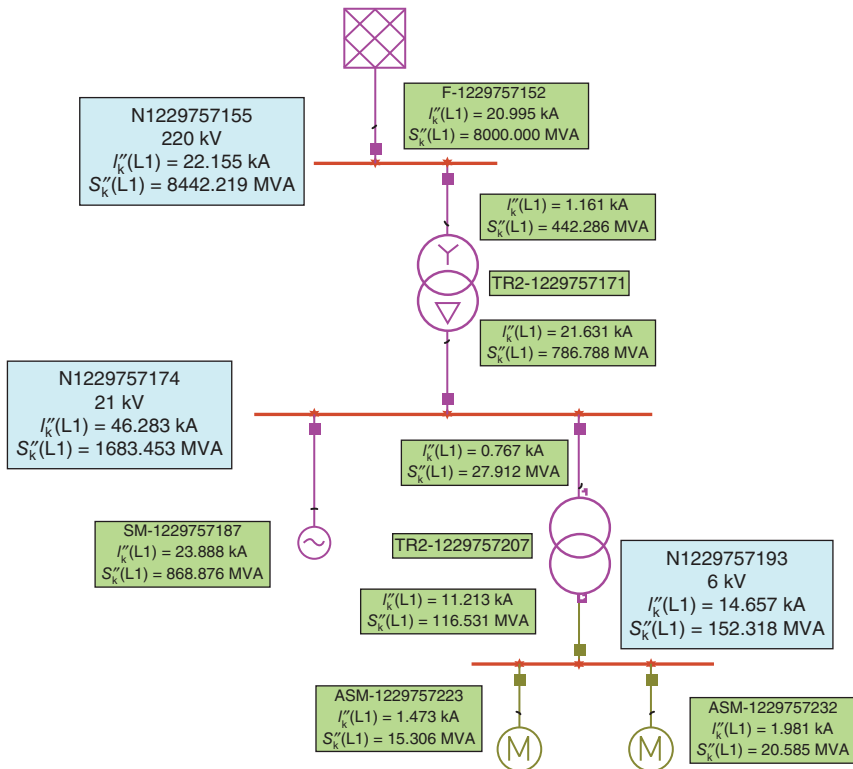 F-1229757152
I″k(L1) = 20.995 kA
S″k(L1) = 8000.000 MVA
N1229757155
220 kV
I″k(L1) = 22.155 kA
S″k(L1) = 8442.219 MVA
I″k(L1) = 1.161 kA
S″k(L1) = 442.286 MVA
TR2-1229757171
I″k(L1) = 21.631 kA
S″k(L1) = 786.788 MVA
N1229757174
21 kV
I″k(L1) = 46.283 kA
S″k(L1) = 1683.453 MVA
I″k(L1) = 0.767 kA
S″k(L1) = 27.912 MVA
SM-1229757187
I″k(L1) = 23.888 kA
S″k(L1) = 868.876 MVA
TR2-1229757207
N1229757193
6 kV
I″k(L1) = 14.657 kA
S″k(L1) = 152.318 MVA
I″k(L1) = 11.213 kA
S″k(L1) = 116.531 MVA
ASM-1229757223
I″k(L1) = 1.473 kA
S″k(L1) = 15.306 MVA
M
M
ASM-1229757232
I″k(L1) = 1.981 kA
S″k(L1) = 20.585 MVA